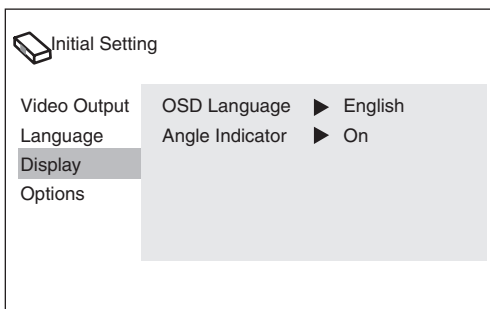 Initial Setting
Video Output
Language
Display
Options
OSD Language ▶ English
Angle Indicator ▶ On